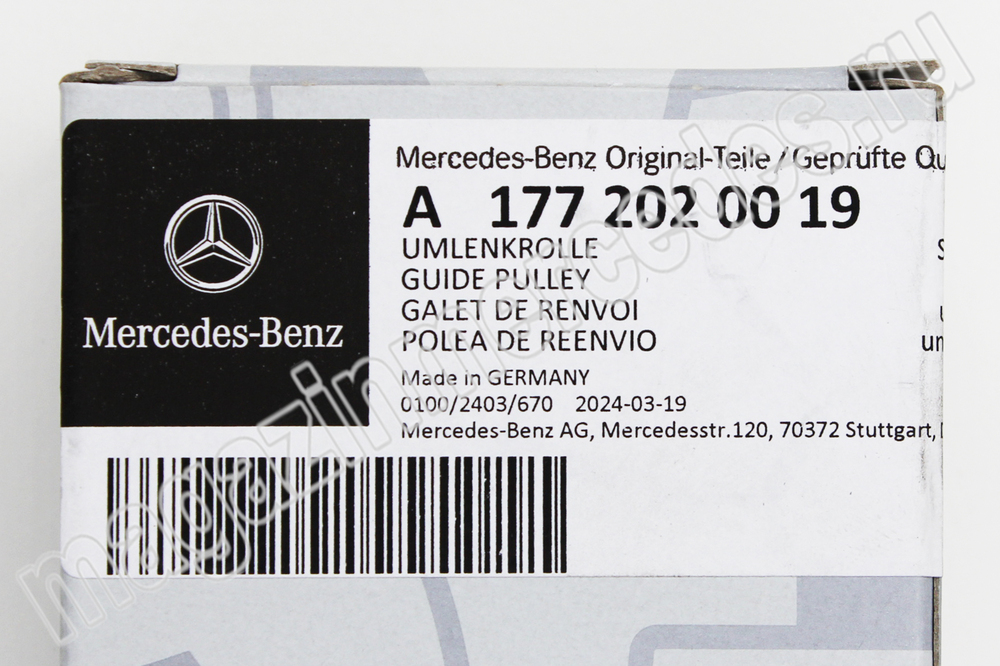 Mercedes-Benz Original-Teile / Geprüfte Qu
A 177 202 00 19
UMLENKROLLE
GUIDE PULLEY
GALET DE RENVOI
POLEA DE REENVIO
Made in GERMANY
0100/2403/670 2024-03-19
Mercedes-Benz AG, Mercedesstr.120, 70372 Stuttgart,
Mercedes-Benz
magazinmercedes.ru